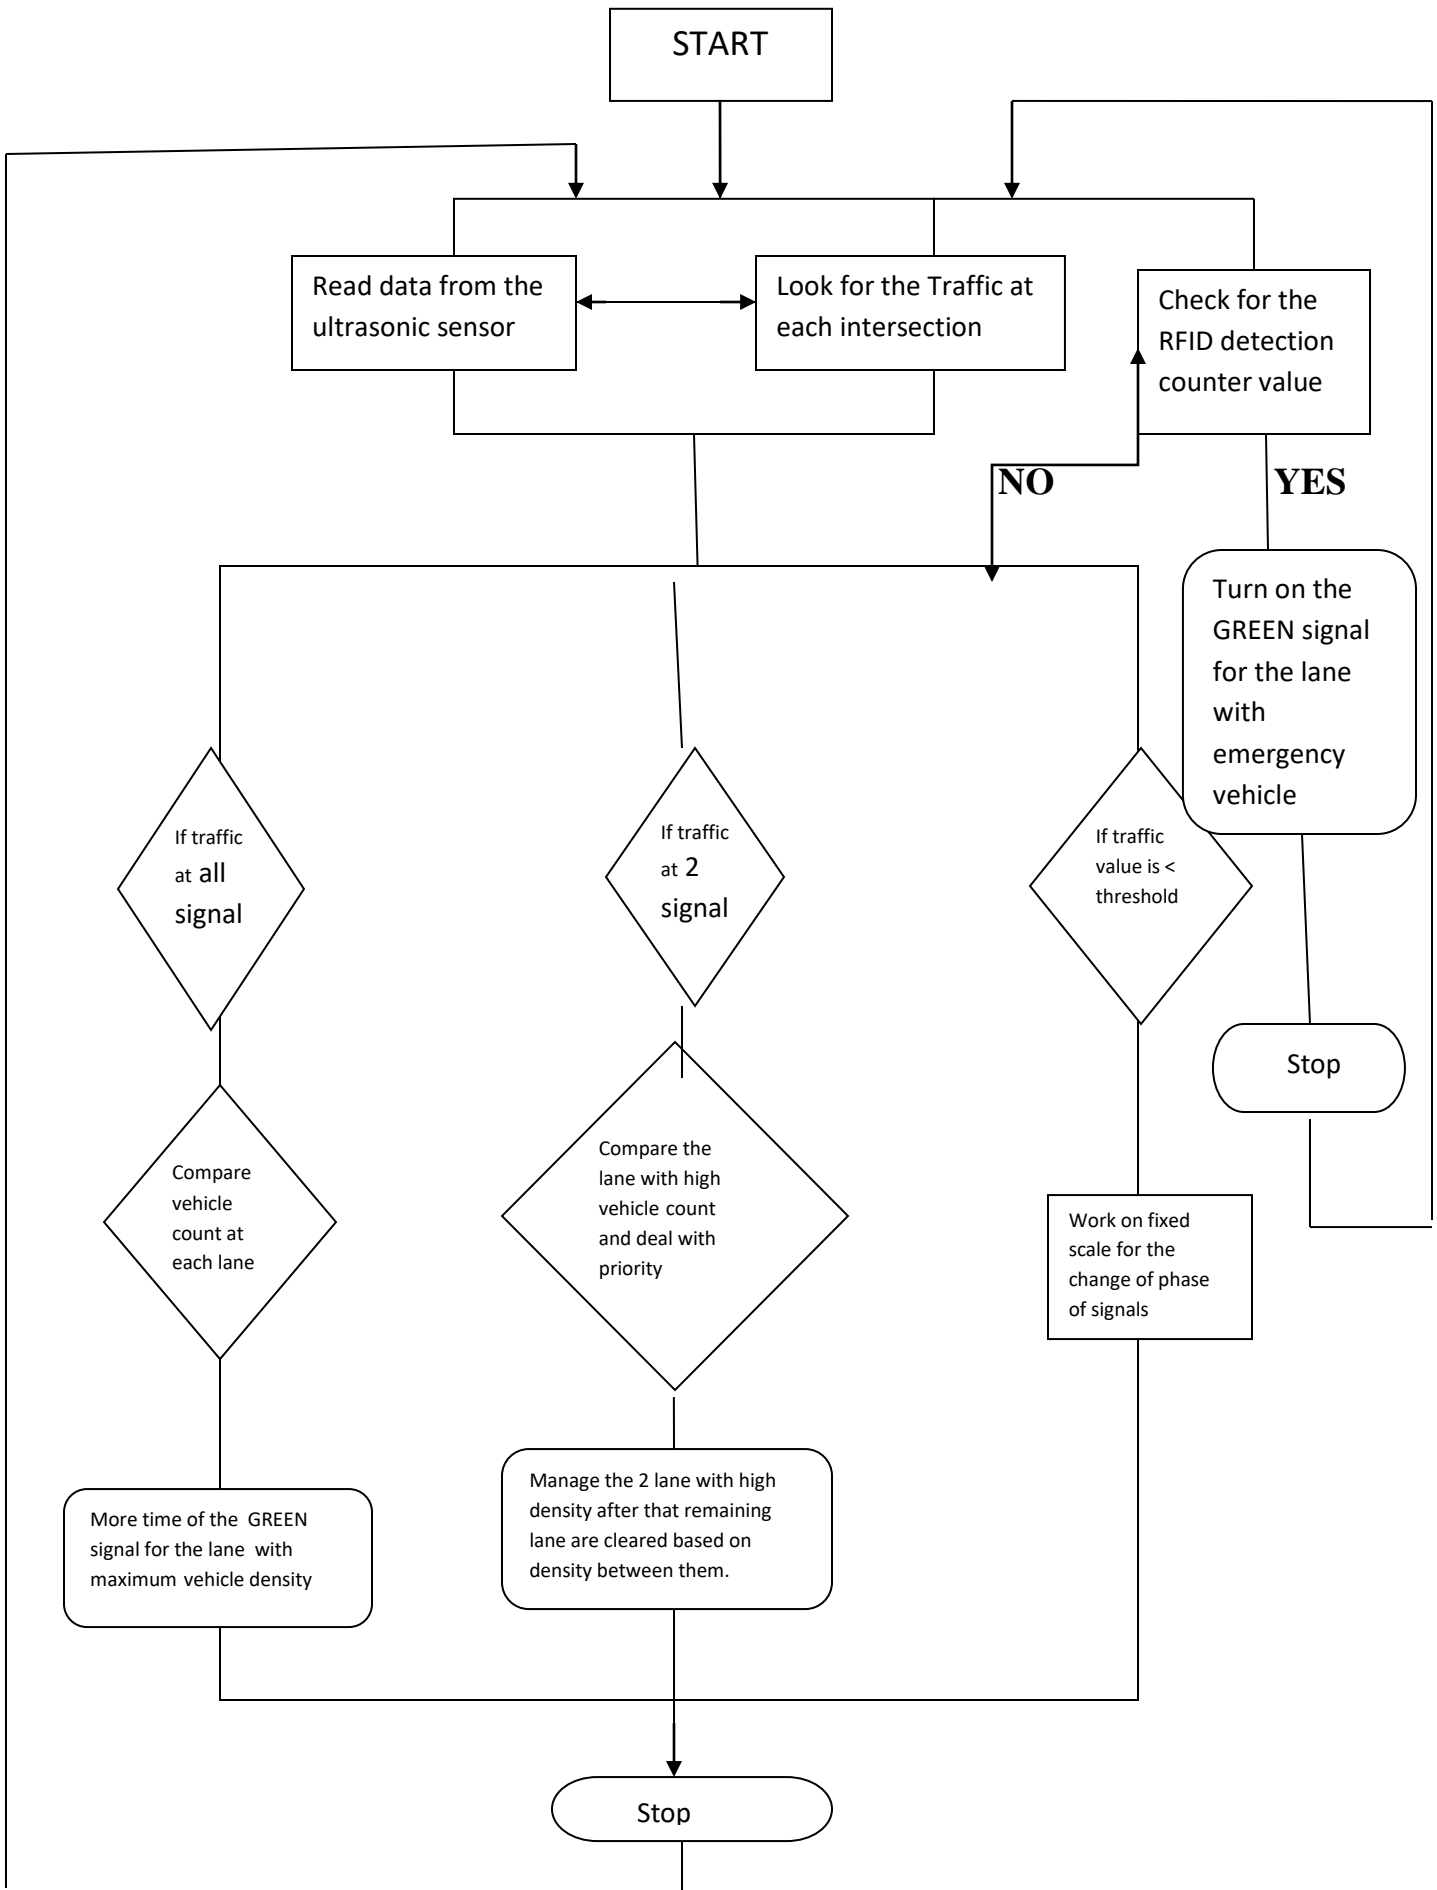 START
Read data from the
ultrasonic sensor
Look for the Traffic at
each intersection
Check for the
RFID detection
counter value
NO
YES
Turn on the
GREEN signal
for the lane
with
emergency
vehicle
If traffic
at all
signal
If traffic
at 2
signal
If traffic
value is <
threshold
Stop
Compare
vehicle
count at
each lane
Compare the
lane with high
vehicle count
and deal with
priority
Work on fixed
scale for the
change of phase
of signals
More time of the GREEN
signal for the lane with
maximum vehicle density
Manage the 2 lane with high
density after that remaining
lane are cleared based on
density between them.
Stop